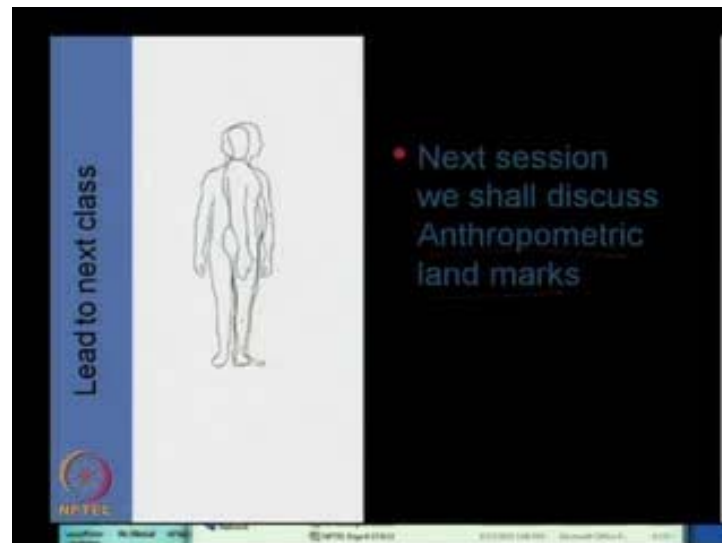 Lead to next class
Next session
we shall discuss
Anthropometric
land marks
NPTEL